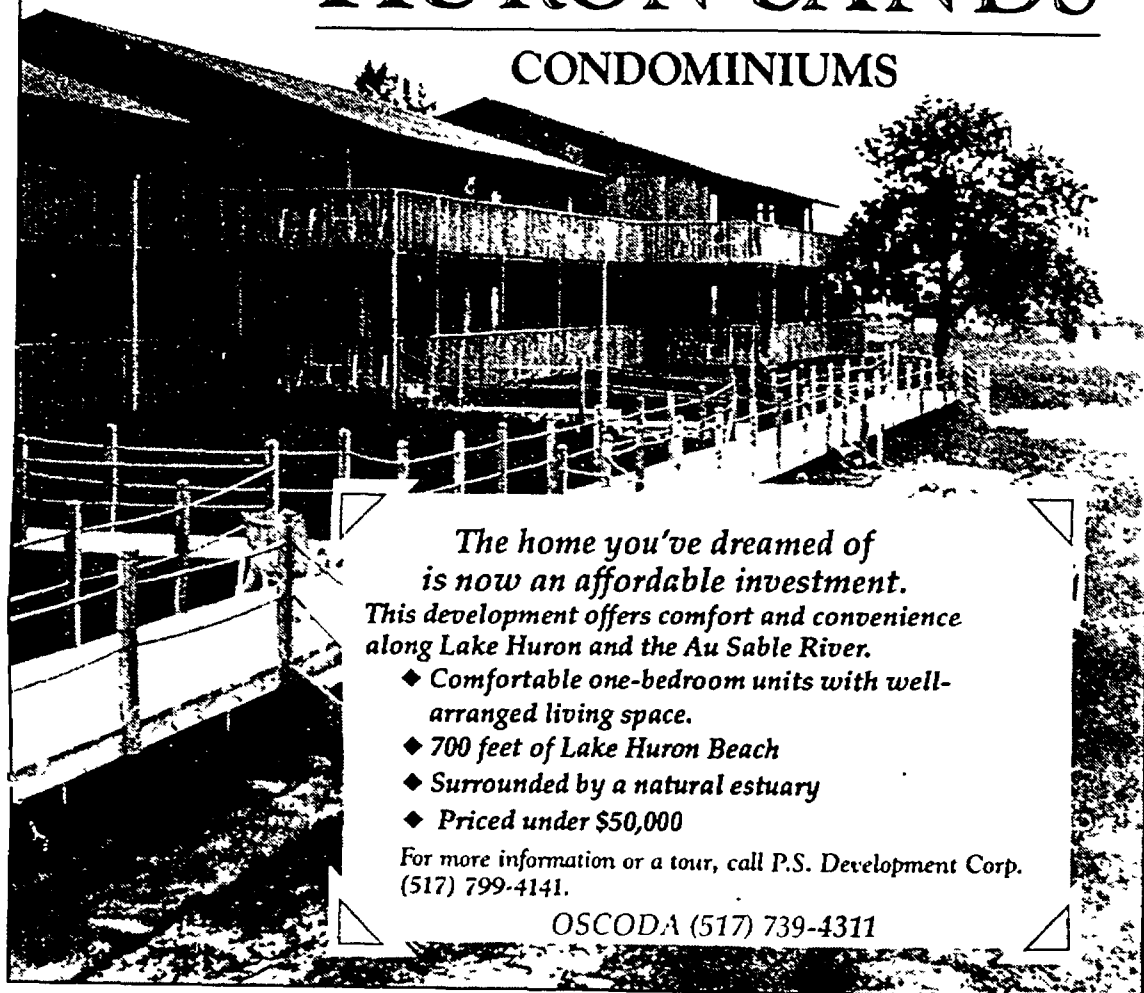 HURON SANDS
CONDOMINIUMS
The home you've dreamed of
is now an affordable investment.
This development offers comfort and convenience
along Lake Huron and the Au Sable River.
◆ Comfortable one-bedroom units with well-
arranged living space.
◆ 700 feet of Lake Huron Beach
◆ Surrounded by a natural estuary
◆ Priced under $50,000
For more information or a tour, call P.S. Development Corp.
(517) 799-4141.
OSCODA (517) 739-4311